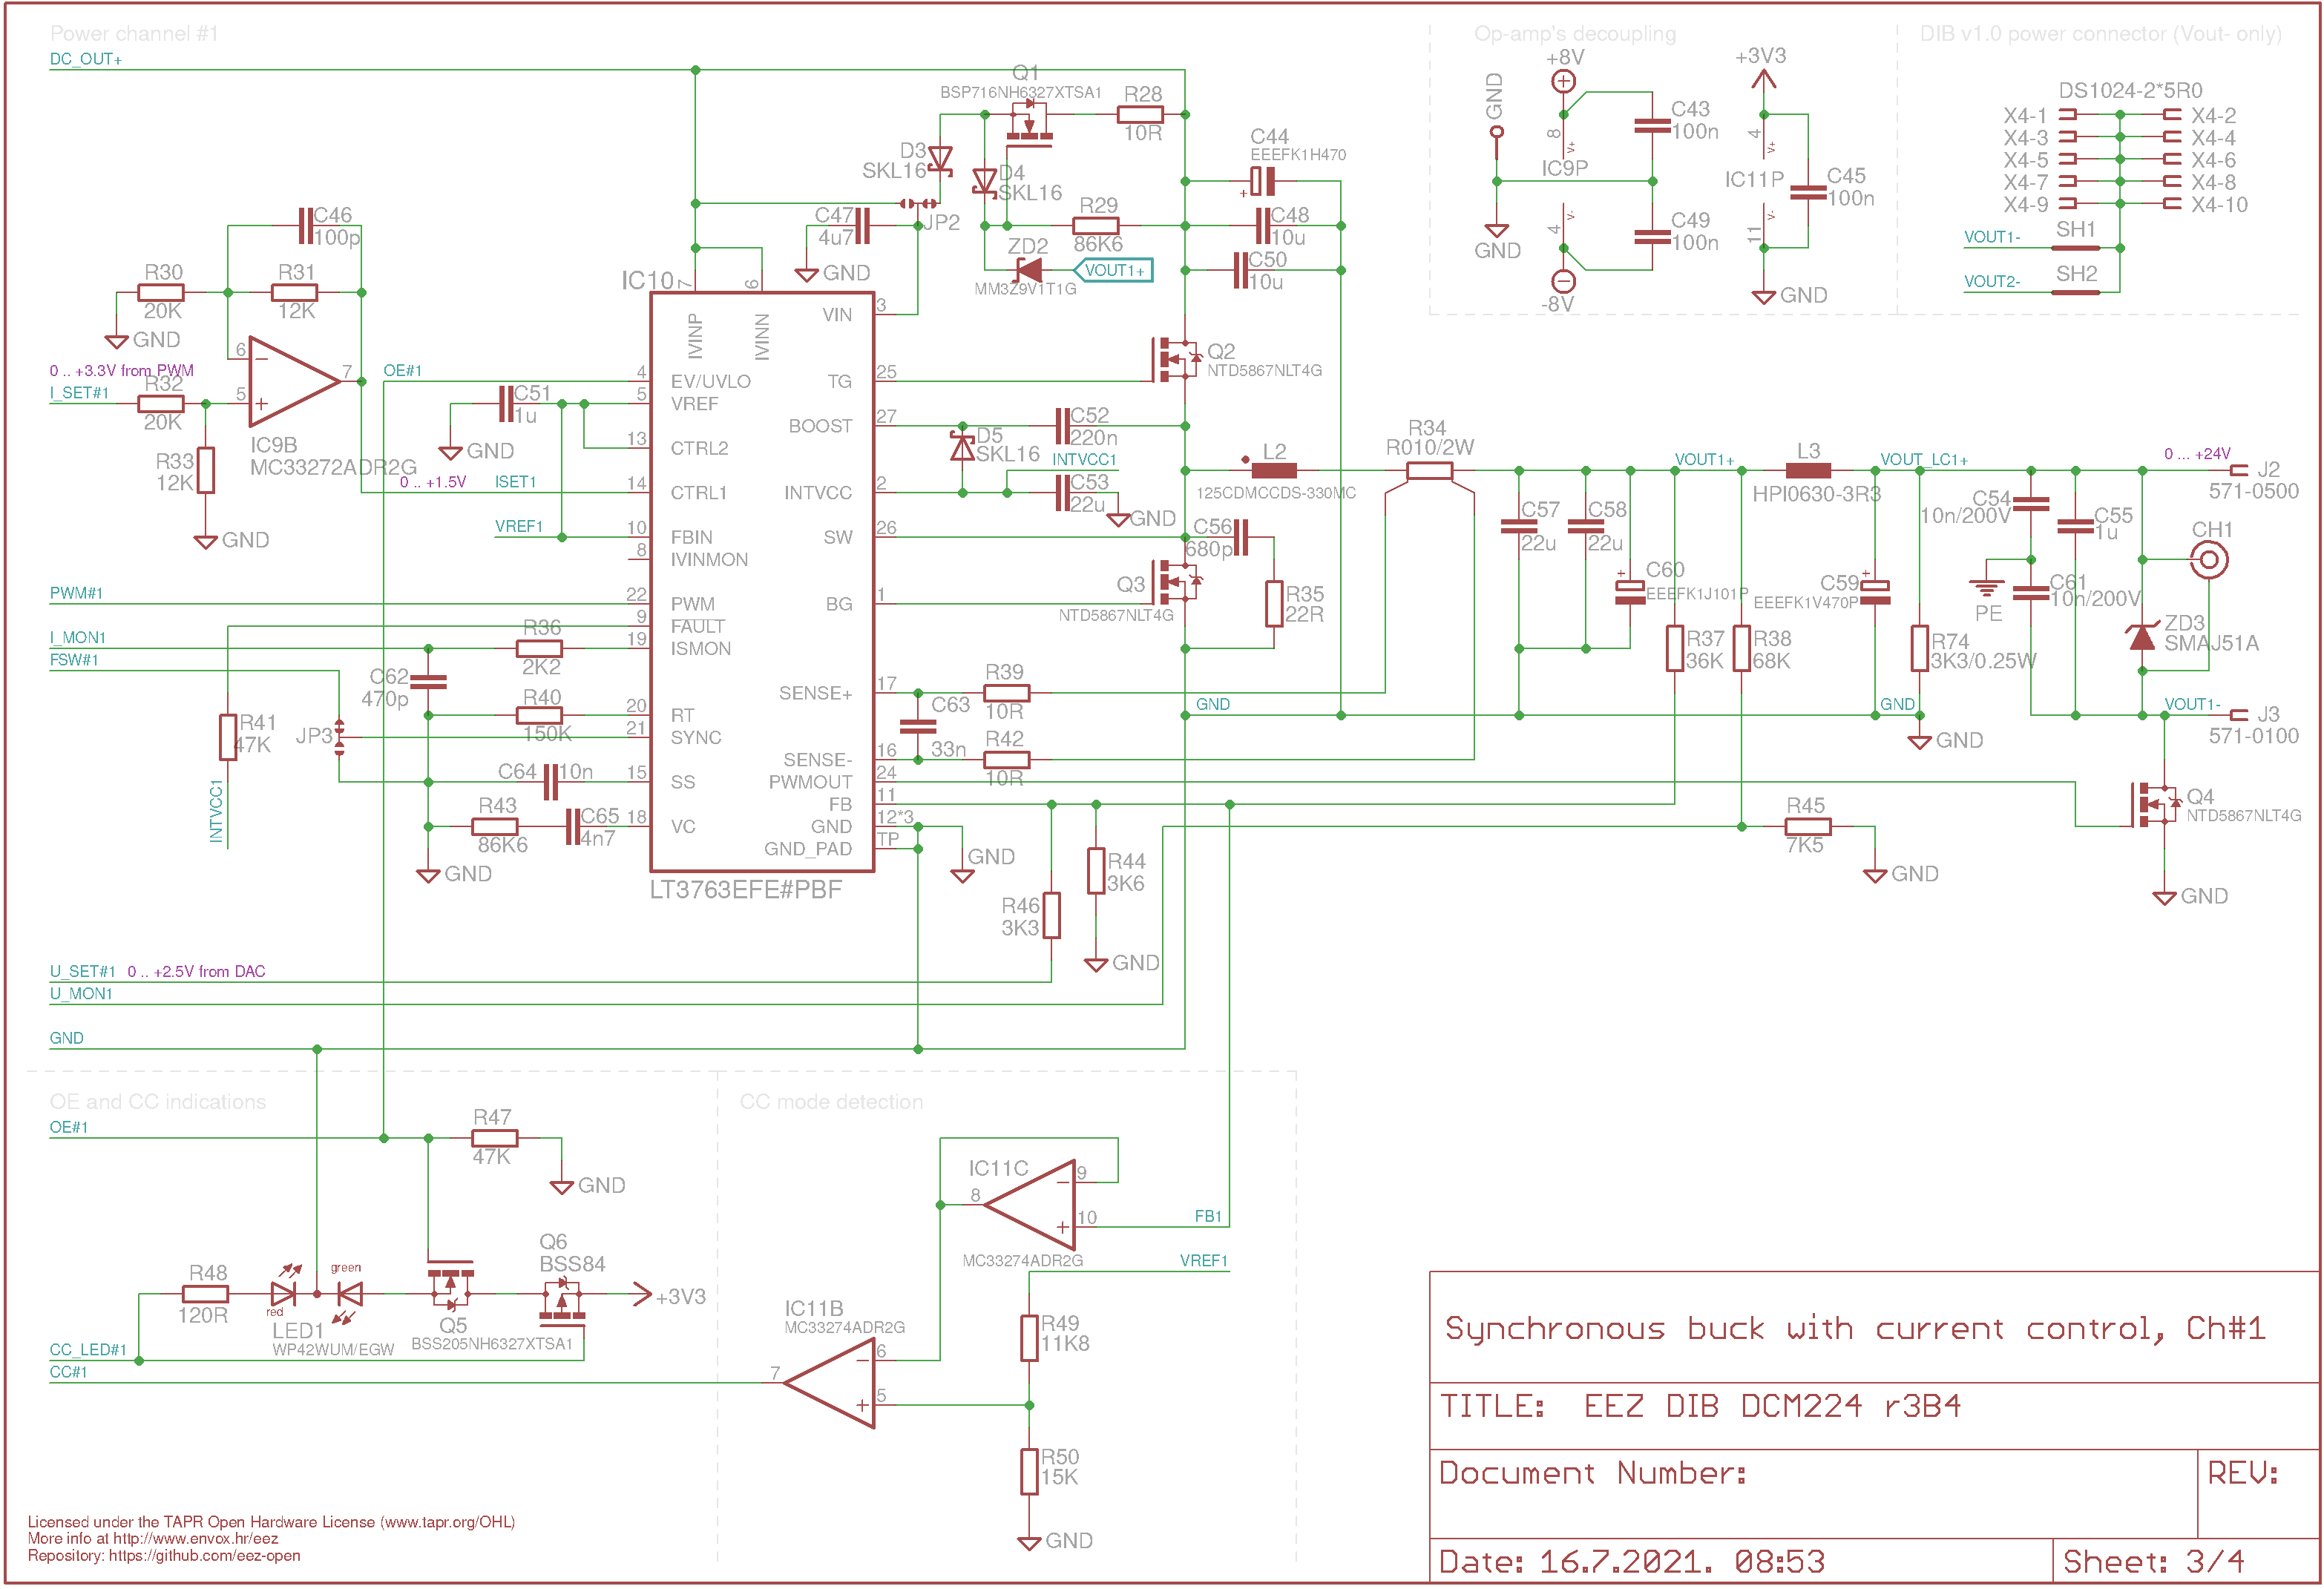 Power channel #1
DC_OUT+
Op-amp's decoupling
DIB v1.0 power connector (Vout- only)
Q1
BSP716NH6327XTSA1
R28
10R
D3
SKL16
D4
SKL16
C44
EEEFK1H470
C47
4u7
JP2
R29
86K6
C48
10u
GND
ZD2
VOUT1+
MM3Z9V1T1G
C50
10u
GND
+8V
+
8
V+
IC9P
C43
100n
4
V-
C49
100n
GND
-8V
+3V3
4
V+
IC11P
V-
11
C45
100n
GND
DS1024-2*5R0
X4-1
X4-2
X4-3
X4-4
X4-5
X4-6
X4-7
X4-8
X4-9
X4-10
VOUT1-
SH1
VOUT2-
SH2
C46
100p
R30
20K
R31
12K
GND
0 .. +3.3V from PWM
I_SET#1
R32
20K
6
5
7
IC9B
MC33272ADR2G
R33
12K
GND
0 .. +1.5V
ISET1
OE#1
C51
1u
GND
VREF1
IC10
7
6
IVINP
IVINN
VIN
3
4
EV/UVLO
TG
25
5
VREF
BOOST
27
13
CTRL2
14
CTRL1
INTVCC
2
10
FBIN
SW
26
8
IVINMON
22
PWM
BG
1
9
FAULT
19
ISMON
SENSE+
17
20
RT
21
SYNC
SENSE-
16
15
SS
PWMOUT
24
FB
11
18
VC
GND
12*3
GND_PAD
TP
LT3763EFE#PBF
Q2
NTD5867NLT4G
D5
SKL16
C52
220n
INTVCC1
C53
22u
GND
C56
680p
L2
125CDMCCDS-330MC
Q3
NTD5867NLT4G
R35
22R
R34
R010/2W
C57
22u
C58
22u
C60
EEEFK1J101P
VOUT1+
L3
HPI0630-3R3
VOUT_LC1+
C59
EEEFK1V470P
R37
36K
R38
68K
R74
3K3/0.25W
C54
10n/200V
C55
1u
PE
C61
10n/200V
0 ... +24V
J2
571-0500
CH1
ZD3
SMAJ51A
VOUT1-
J3
571-0100
GND
GND
GND
PWM#1
I_MON1
FSW#1
R36
2K2
C62
470p
R40
150K
R41
47K
JP3
INTVCC1
C64
10n
R43
86K6
C65
4n7
GND
R39
10R
C63
33n
R42
10R
GND
R46
3K3
R44
3K6
GND
R45
7K5
GND
Q4
NTD5867NLT4G
GND
U_SET#1
0 .. +2.5V from DAC
U_MON1
GND
OE and CC indications
OE#1
R47
47K
GND
Q6
BSS84
+3V3
R48
120R
red
green
LED1
WP42WUM/EGW
Q5
BSS205NH6327XTSA1
CC_LED#1
CC#1
CC mode detection
IC11C
8
9
10
MC33274ADR2G
FB1
VREF1
IC11B
MC33274ADR2G
7
6
5
R49
11K8
R50
15K
GND
Synchronous buck with current control, Ch#1
TITLE: EEZ DIB DCM224 r3B4
Document Number:
REV:
Date: 16.7.2021. 08:53
Sheet: 3/4
Licensed under the TAPR Open Hardware License (www.tapr.org/OHL)
More info at http://www.envox.hr/eez
Repository: https://github.com/eez-open